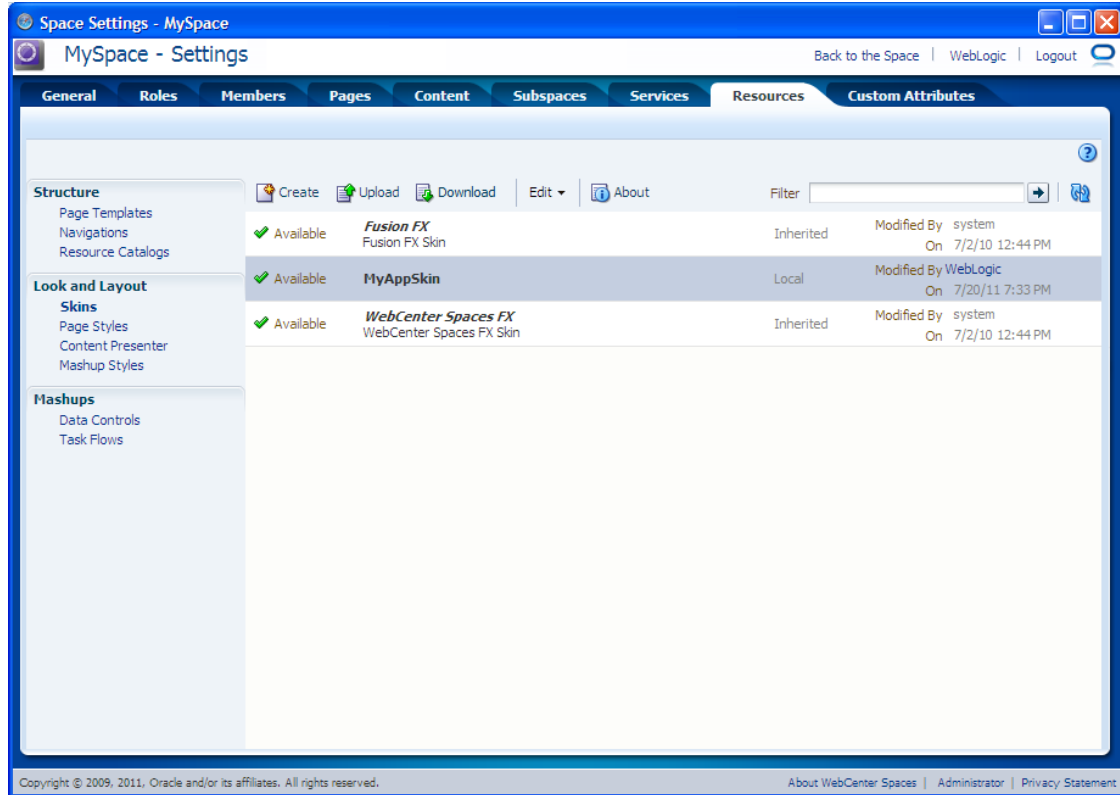 Space Settings - MySpace
MySpace - Settings
Back to the Space | WebLogic | Logout
General Roles Members Pages Content Subspaces Services Resources Custom Attributes
Structure
Page Templates
Navigations
Resource Catalogs
Look and Layout
Skins
Page Styles
Content Presenter
Mashup Styles
Mashups
Data Controls
Task Flows
Create Upload Download Edit About Filter
Available Fusion FX Inherited Modified By system
Fusion FX Skin On 7/2/10 12:44 PM
Available MyAppSkin Local Modified By WebLogic
On 7/20/11 7:33 PM
Available WebCenter Spaces FX Inherited Modified By system
WebCenter Spaces FX Skin On 7/2/10 12:44 PM
Copyright © 2009, 2011, Oracle and/or its affiliates. All rights reserved.
About WebCenter Spaces | Administrator | Privacy Statement